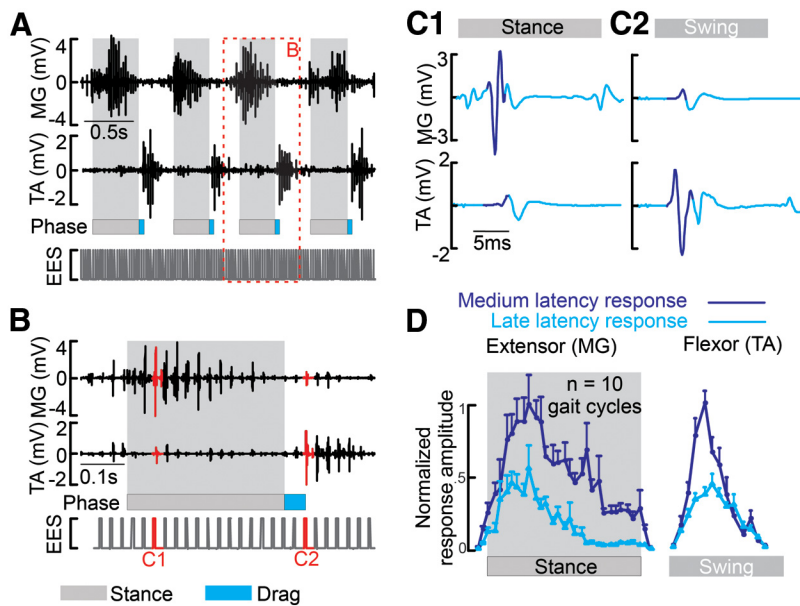 A
MG (mV)
4
0
-4
0.5s
B
TA (mV)
2
0
-2
Phase
EES
B
MG (mV)
4
0
-4
TA (mV)
2
0
-2
0.1s
Phase
EES
C1
C2
Stance
Drag
C1
C2
Stance
Swing
MG (mV)
3
-3
TA (mV)
2
-2
5ms
Medium latency response
Late latency response
D
Extensor (MG)
Flexor (TA)
n = 10
gait cycles
Normalized
response amplitude
1
.5
0
Stance
Swing